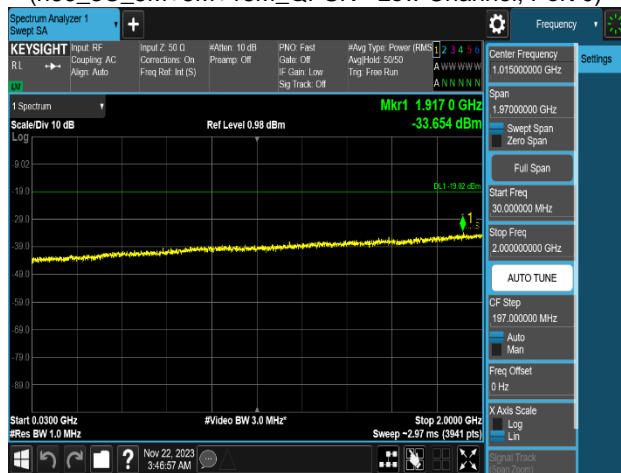 Spectrum Analyzer 1
Swept SA
+
Frequency
KEYSIGHT
RL
Input: RF
Coupling: AC
Align: Auto
Input Z: 50 Ω
Corrections: On
Freq Ref: Int (S)
#Atten: 10 dB
Preamp: Off
PNO: Fast
Gate: Off
IF Gain: Low
Sig Track: Off
#Avg Type: Power (RMS
Avg|Hold: 50/50
Trig: Free Run
1 2 3 4 5 6
A W W W W W
A N N N N N
1 Spectrum
Scale/Div 10 dB
Log
Ref Level 0.98 dBm
Mkr1 1.917 0 GHz
-33.654 dBm
-9.02
-19.0
-29.0
-39.0
-49.0
-59.0
-69.0
-79.0
-89.0
DL1 -19.02 dBm
1
Start 0.0300 GHz
#Res BW 1.0 MHz
#Video BW 3.0 MHz*
Stop 2.0000 GHz
Sweep ~2.97 ms (3941 pts)
Nov 22, 2023
3:46:57 AM
Center Frequency
1.015000000 GHz
Settings
Span
1.97000000 GHz
Swept Span
Zero Span
Full Span
Start Freq
30.000000 MHz
Stop Freq
2.000000000 GHz
AUTO TUNE
CF Step
197.000000 MHz
Auto
Man
Freq Offset
0 Hz
X Axis Scale
Log
Lin
Signal Track
(Span Zoom)